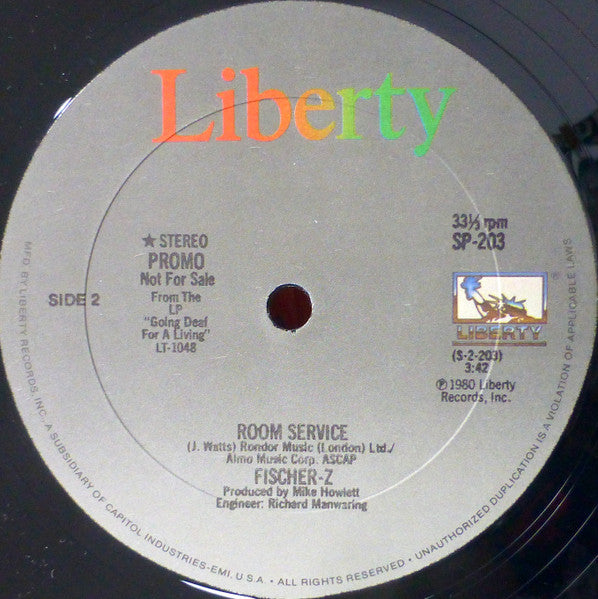 Liberty
★ STEREO
PROMO
Not For Sale
From The
LP
"Going Deaf
For A Living"
LT-1048
SIDE 2
33⅓ rpm
SP-203
®
LIBERTY
(S-2-203)
3:42
℗ 1980 Liberty
Records, Inc.
ROOM SERVICE
(J. Watts) Rondor Music (London) Ltd./
Almo Music Corp. ASCAP
FISCHER-Z
Produced by Mike Howlett
Engineer: Richard Manwaring
MFG BY LIBERTY RECORDS, INC. A SUBSIDIARY OF CAPITOL INDUSTRIES-EMI, U.S.A. • ALL RIGHTS RESERVED. • UNAUTHORIZED DUPLICATION IS A VIOLATION OF APPLICABLE LAWS